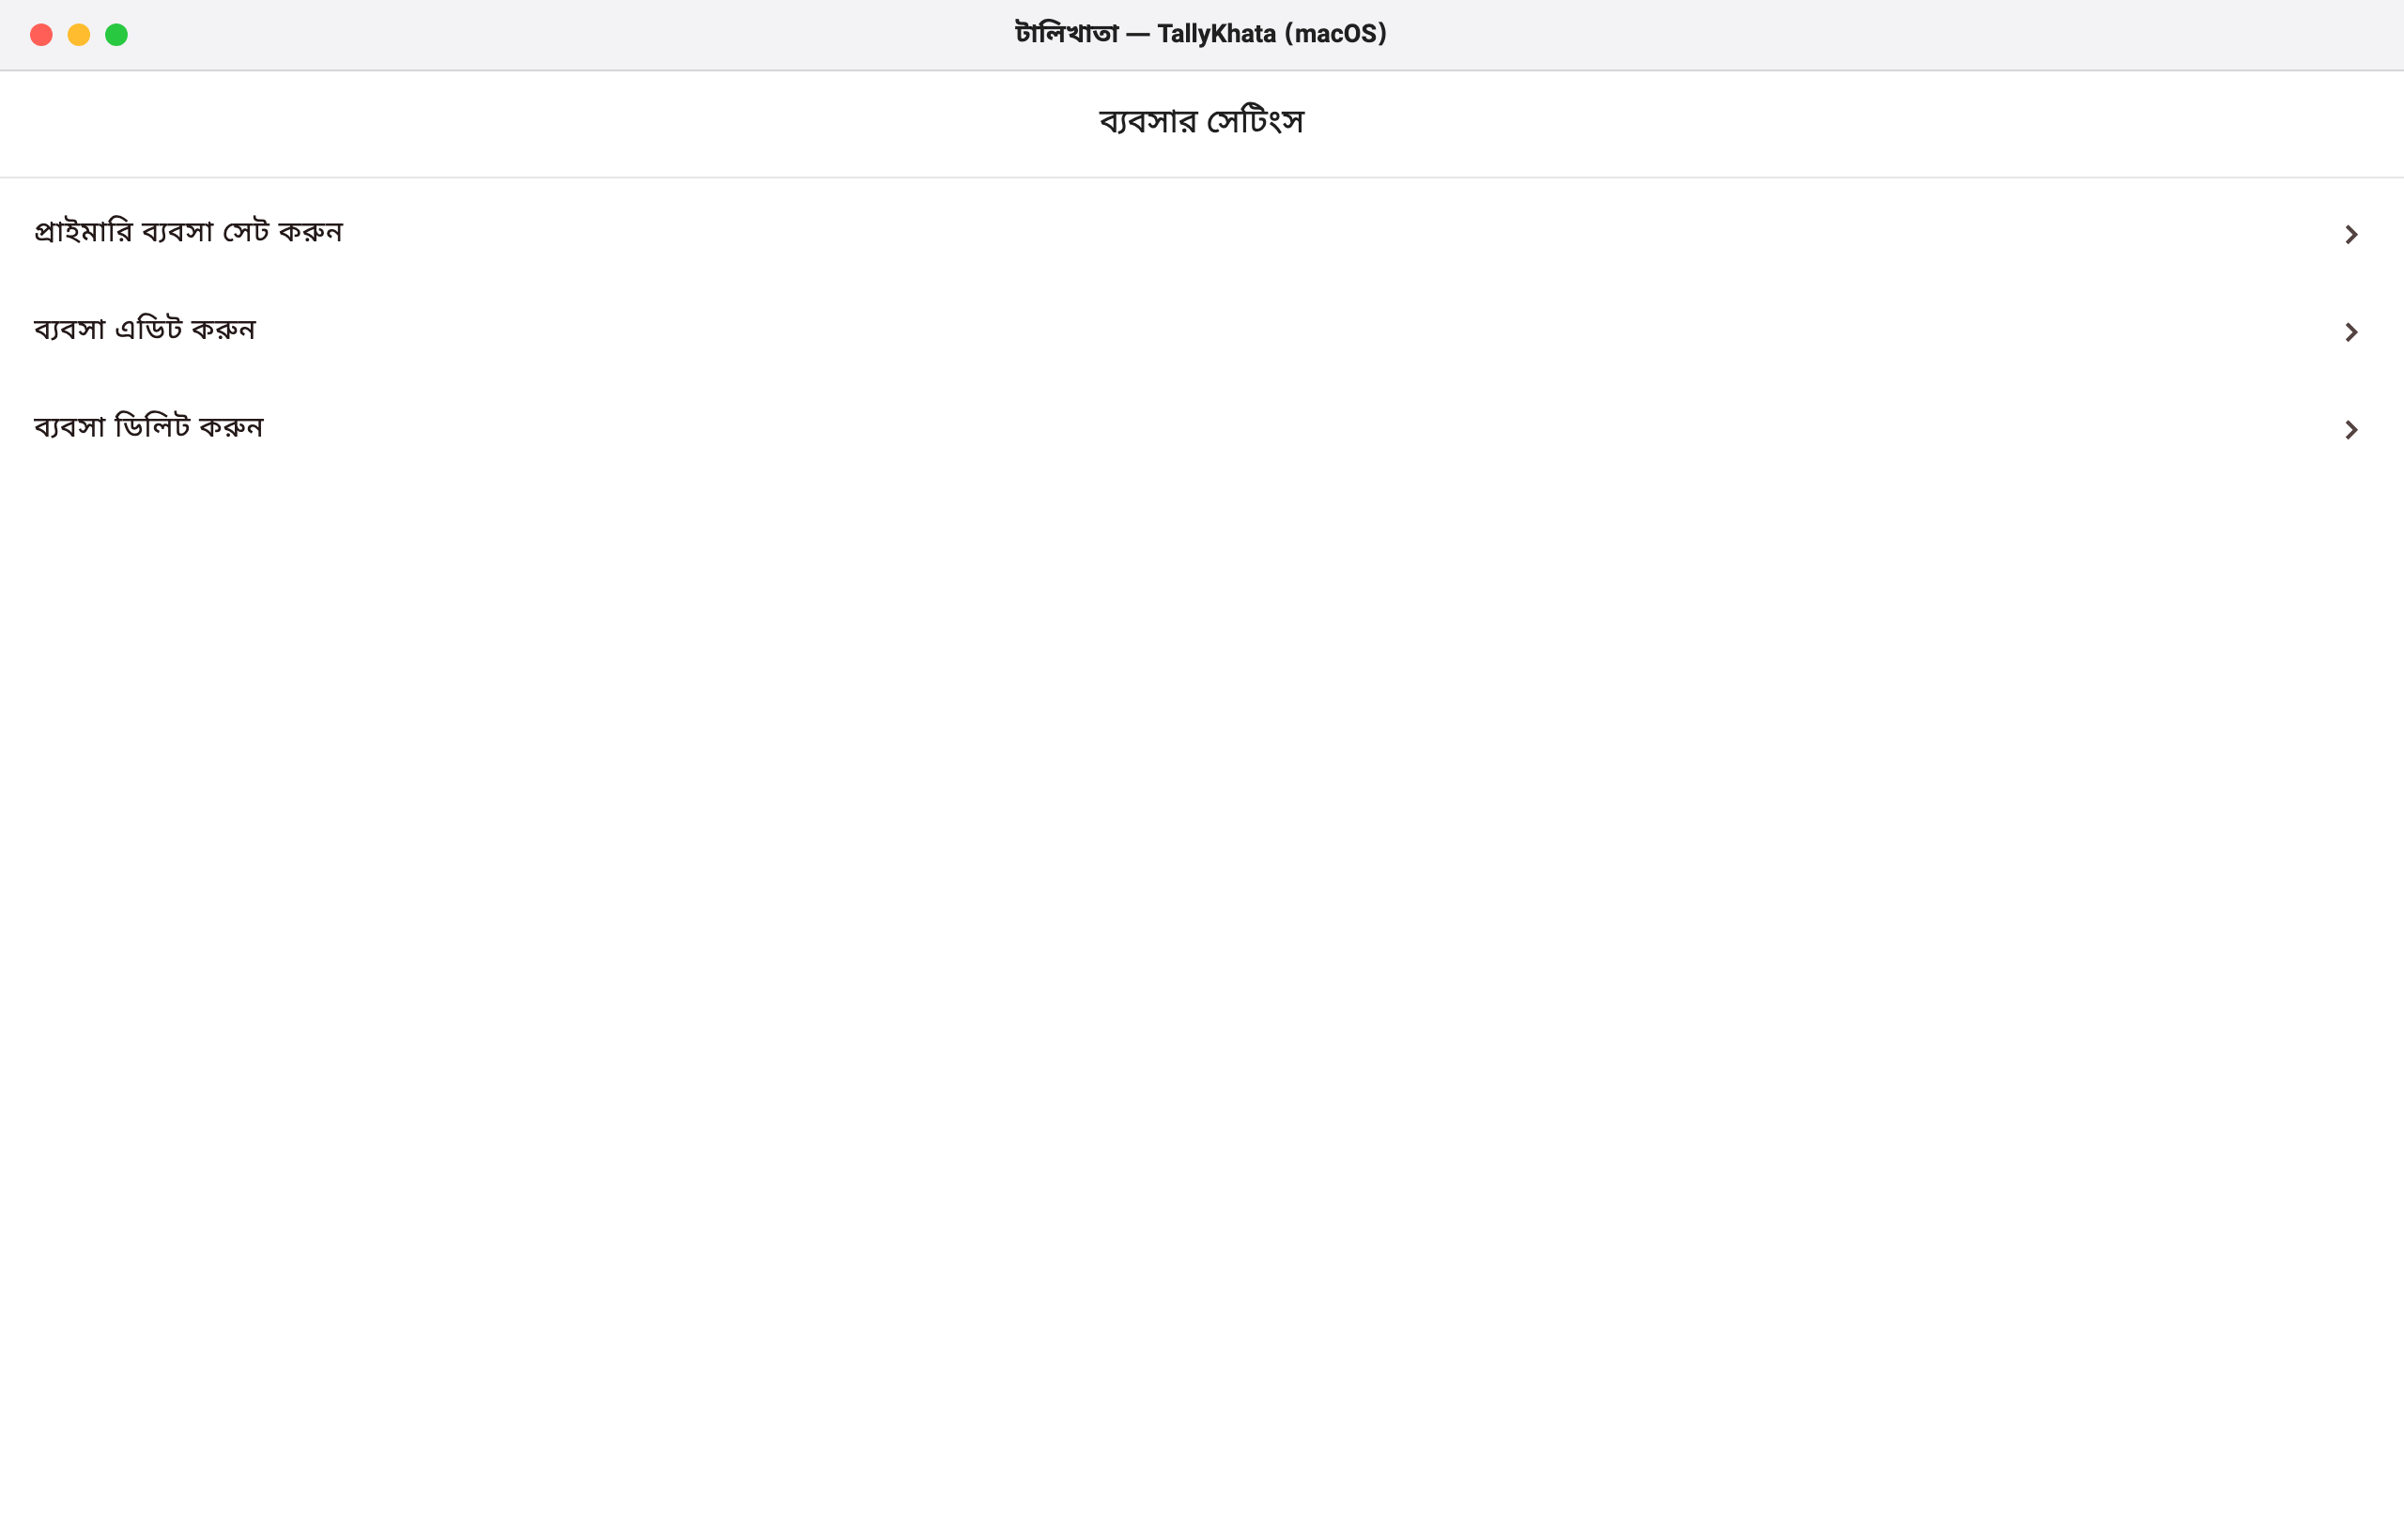 টালিখাতা — TallyKhata (macOS)
ব্যবসার সেটিংস
প্রাইমারি ব্যবসা সেট করুন
ব্যবসা এডিট করুন
ব্যবসা ডিলিট করুন